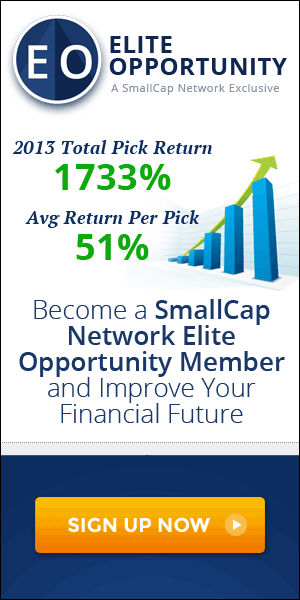 EO
ELITE
OPPORTUNITY
A SmallCap Network Exclusive
2013 Total Pick Return
1733%
Avg Return Per Pick
51%
Become a SmallCap
Network Elite
Opportunity Member
and Improve Your
Financial Future
SIGN UP NOW